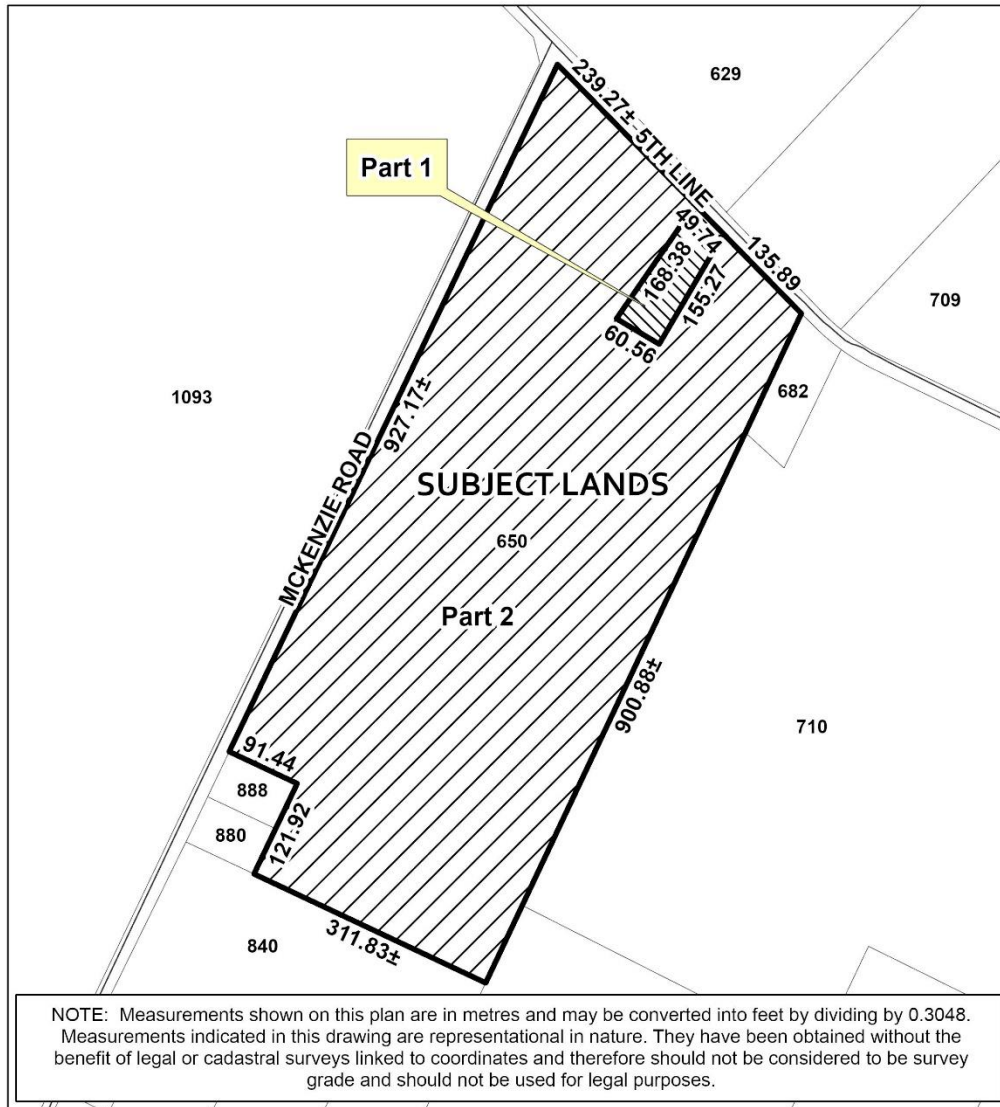 629
239.27± 5TH LINE
Part 1
49.74
135.89
168.38
155.27
709
60.56
682
1093
927.17±
MCKENZIE ROAD
SUBJECT LANDS
650
Part 2
900.88±
710
91.44
888
121.92
880
311.83±
840
NOTE: Measurements shown on this plan are in metres and may be converted into feet by dividing by 0.3048.
Measurements indicated in this drawing are representational in nature. They have been obtained without the
benefit of legal or cadastral surveys linked to coordinates and therefore should not be considered to be survey
grade and should not be used for legal purposes.